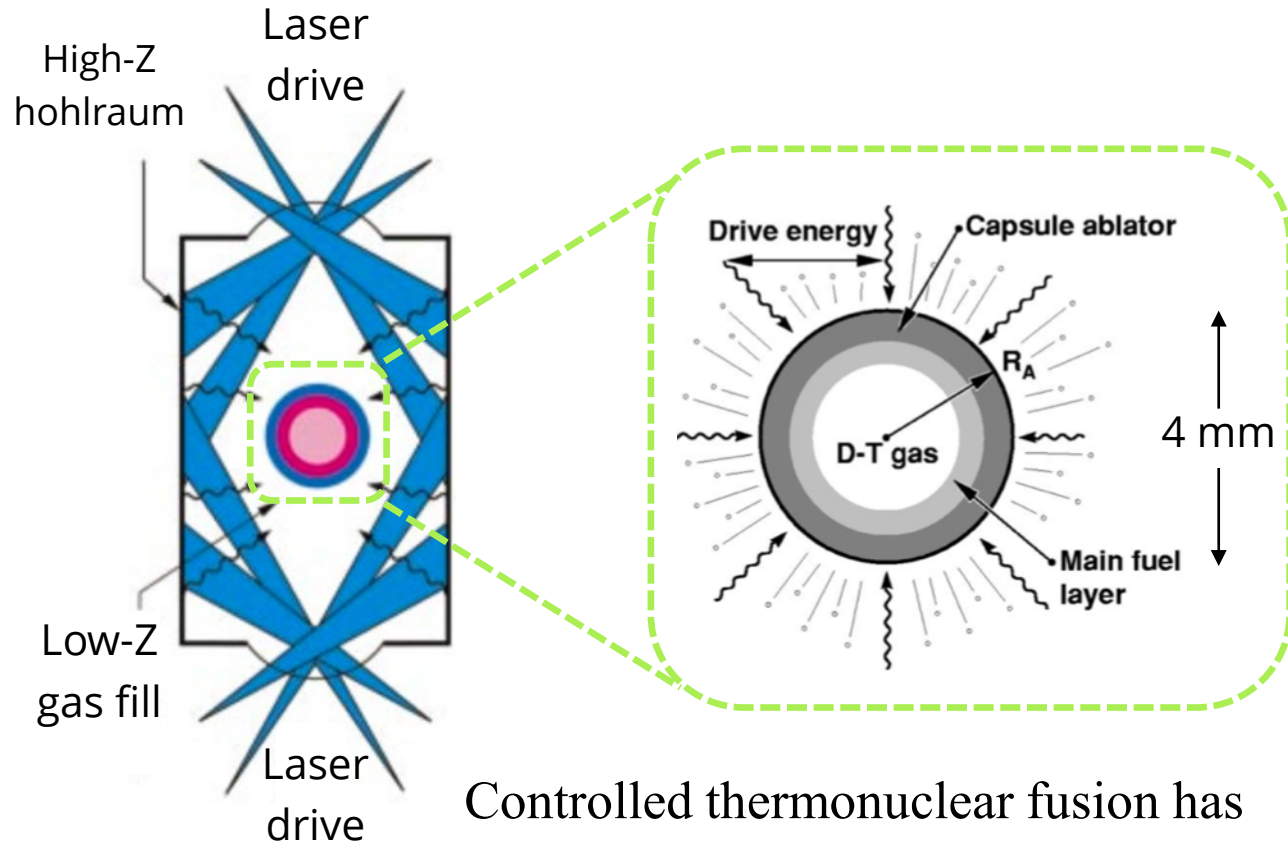 Laser
drive
High-Z
hohlraum
Low-Z
gas fill
Laser
drive
Drive energy
Capsule ablator
R_A
D-T gas
4 mm
Main fuel
layer
Controlled thermonuclear fusion has